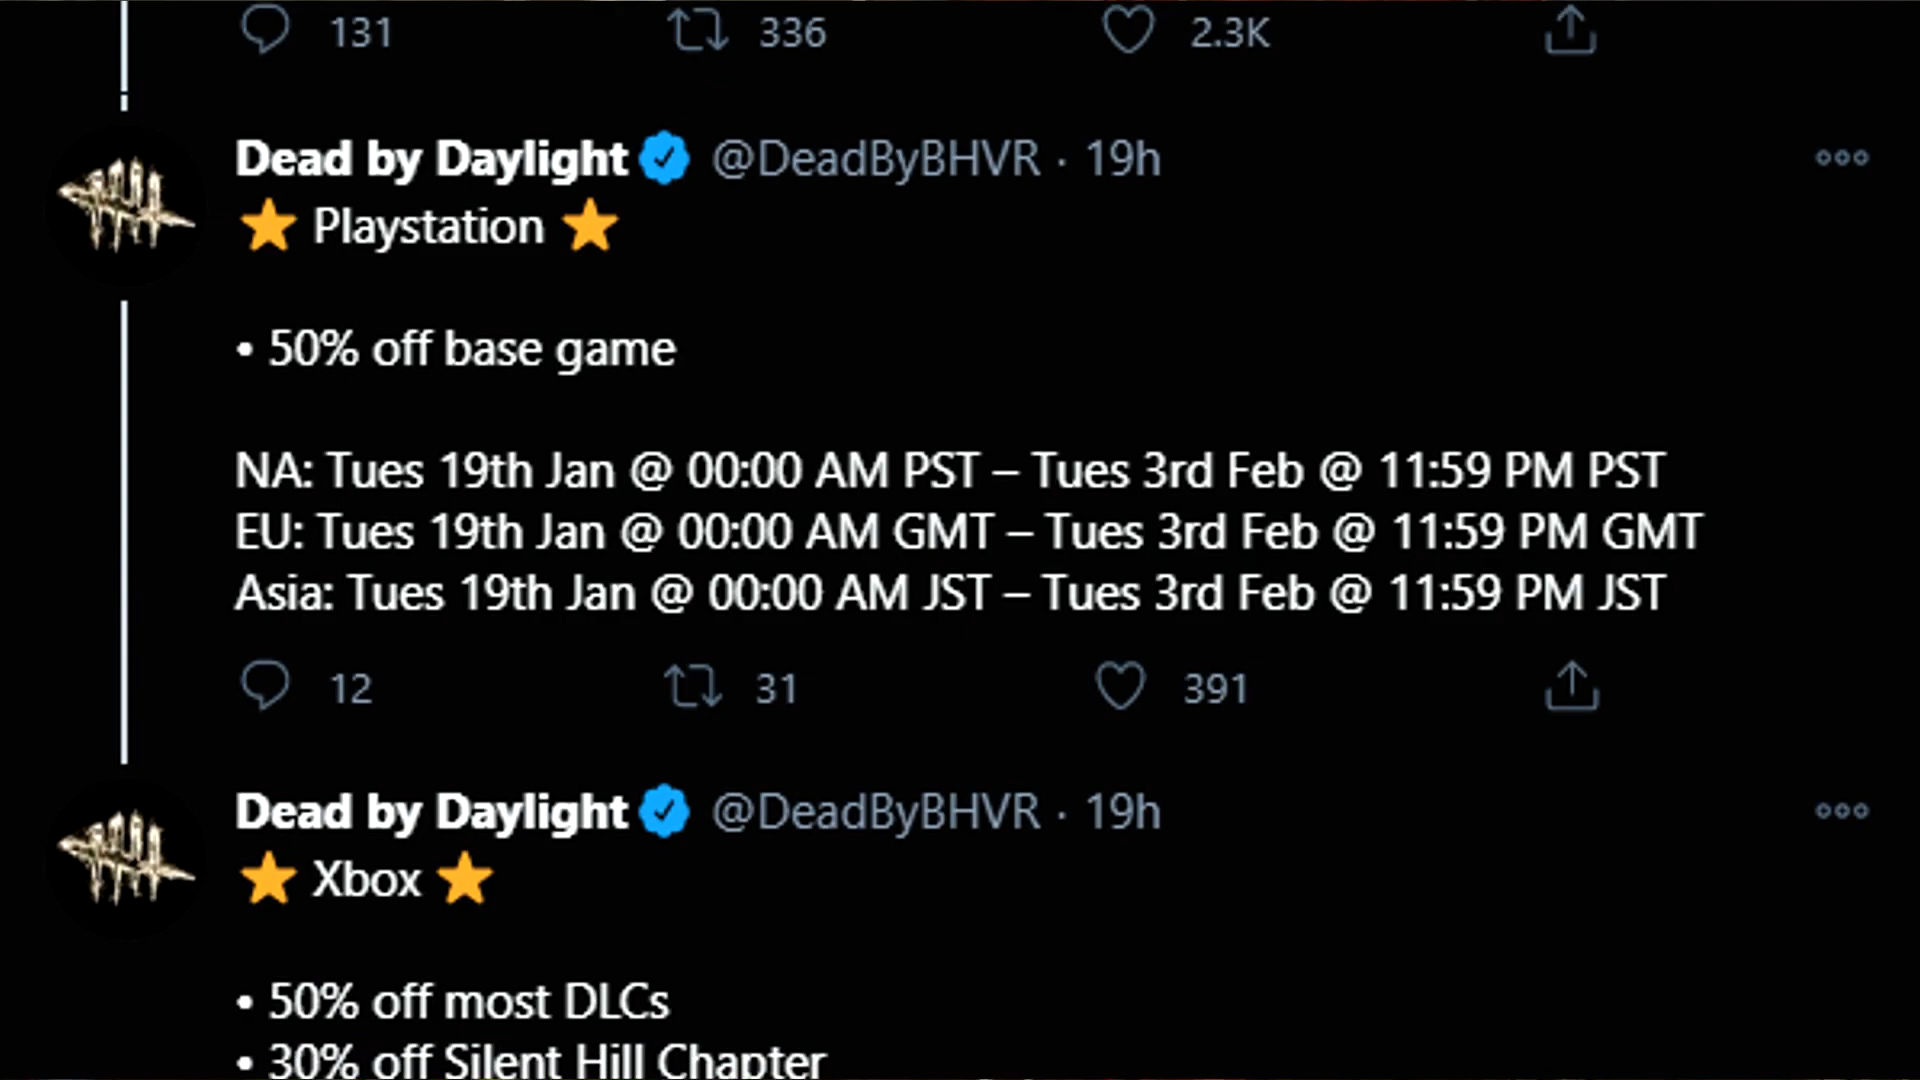 131 336 2.3K
Dead by Daylight @DeadByBHVR · 19h
⭐ Playstation ⭐
• 50% off base game
NA: Tues 19th Jan @ 00:00 AM PST – Tues 3rd Feb @ 11:59 PM PST
EU: Tues 19th Jan @ 00:00 AM GMT – Tues 3rd Feb @ 11:59 PM GMT
Asia: Tues 19th Jan @ 00:00 AM JST – Tues 3rd Feb @ 11:59 PM JST
12 31 391
Dead by Daylight @DeadByBHVR · 19h
⭐ Xbox ⭐
• 50% off most DLCs
• 30% off Silent Hill Chapter